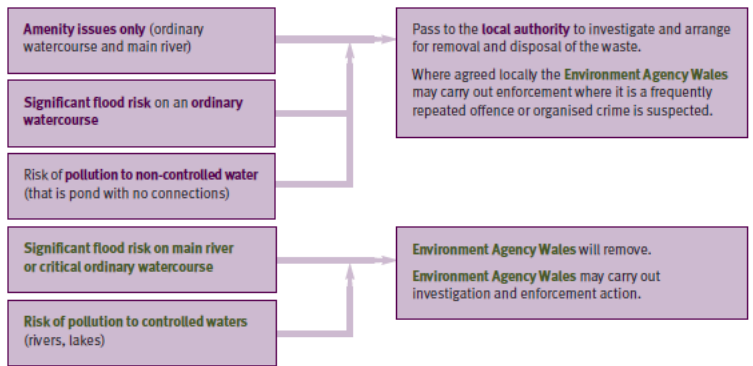 Amenity issues only (ordinary
watercourse and main river)
Significant flood risk on an ordinary
watercourse
Risk of pollution to non-controlled water
(that is pond with no connections)
Significant flood risk on main river
or critical ordinary watercourse
Risk of pollution to controlled waters
(rivers, lakes)
Pass to the local authority to investigate and arrange
for removal and disposal of the waste.
Where agreed locally the Environment Agency Wales
may carry out enforcement where it is a frequently
repeated offence or organised crime is suspected.
Environment Agency Wales will remove.
Environment Agency Wales may carry out
investigation and enforcement action.